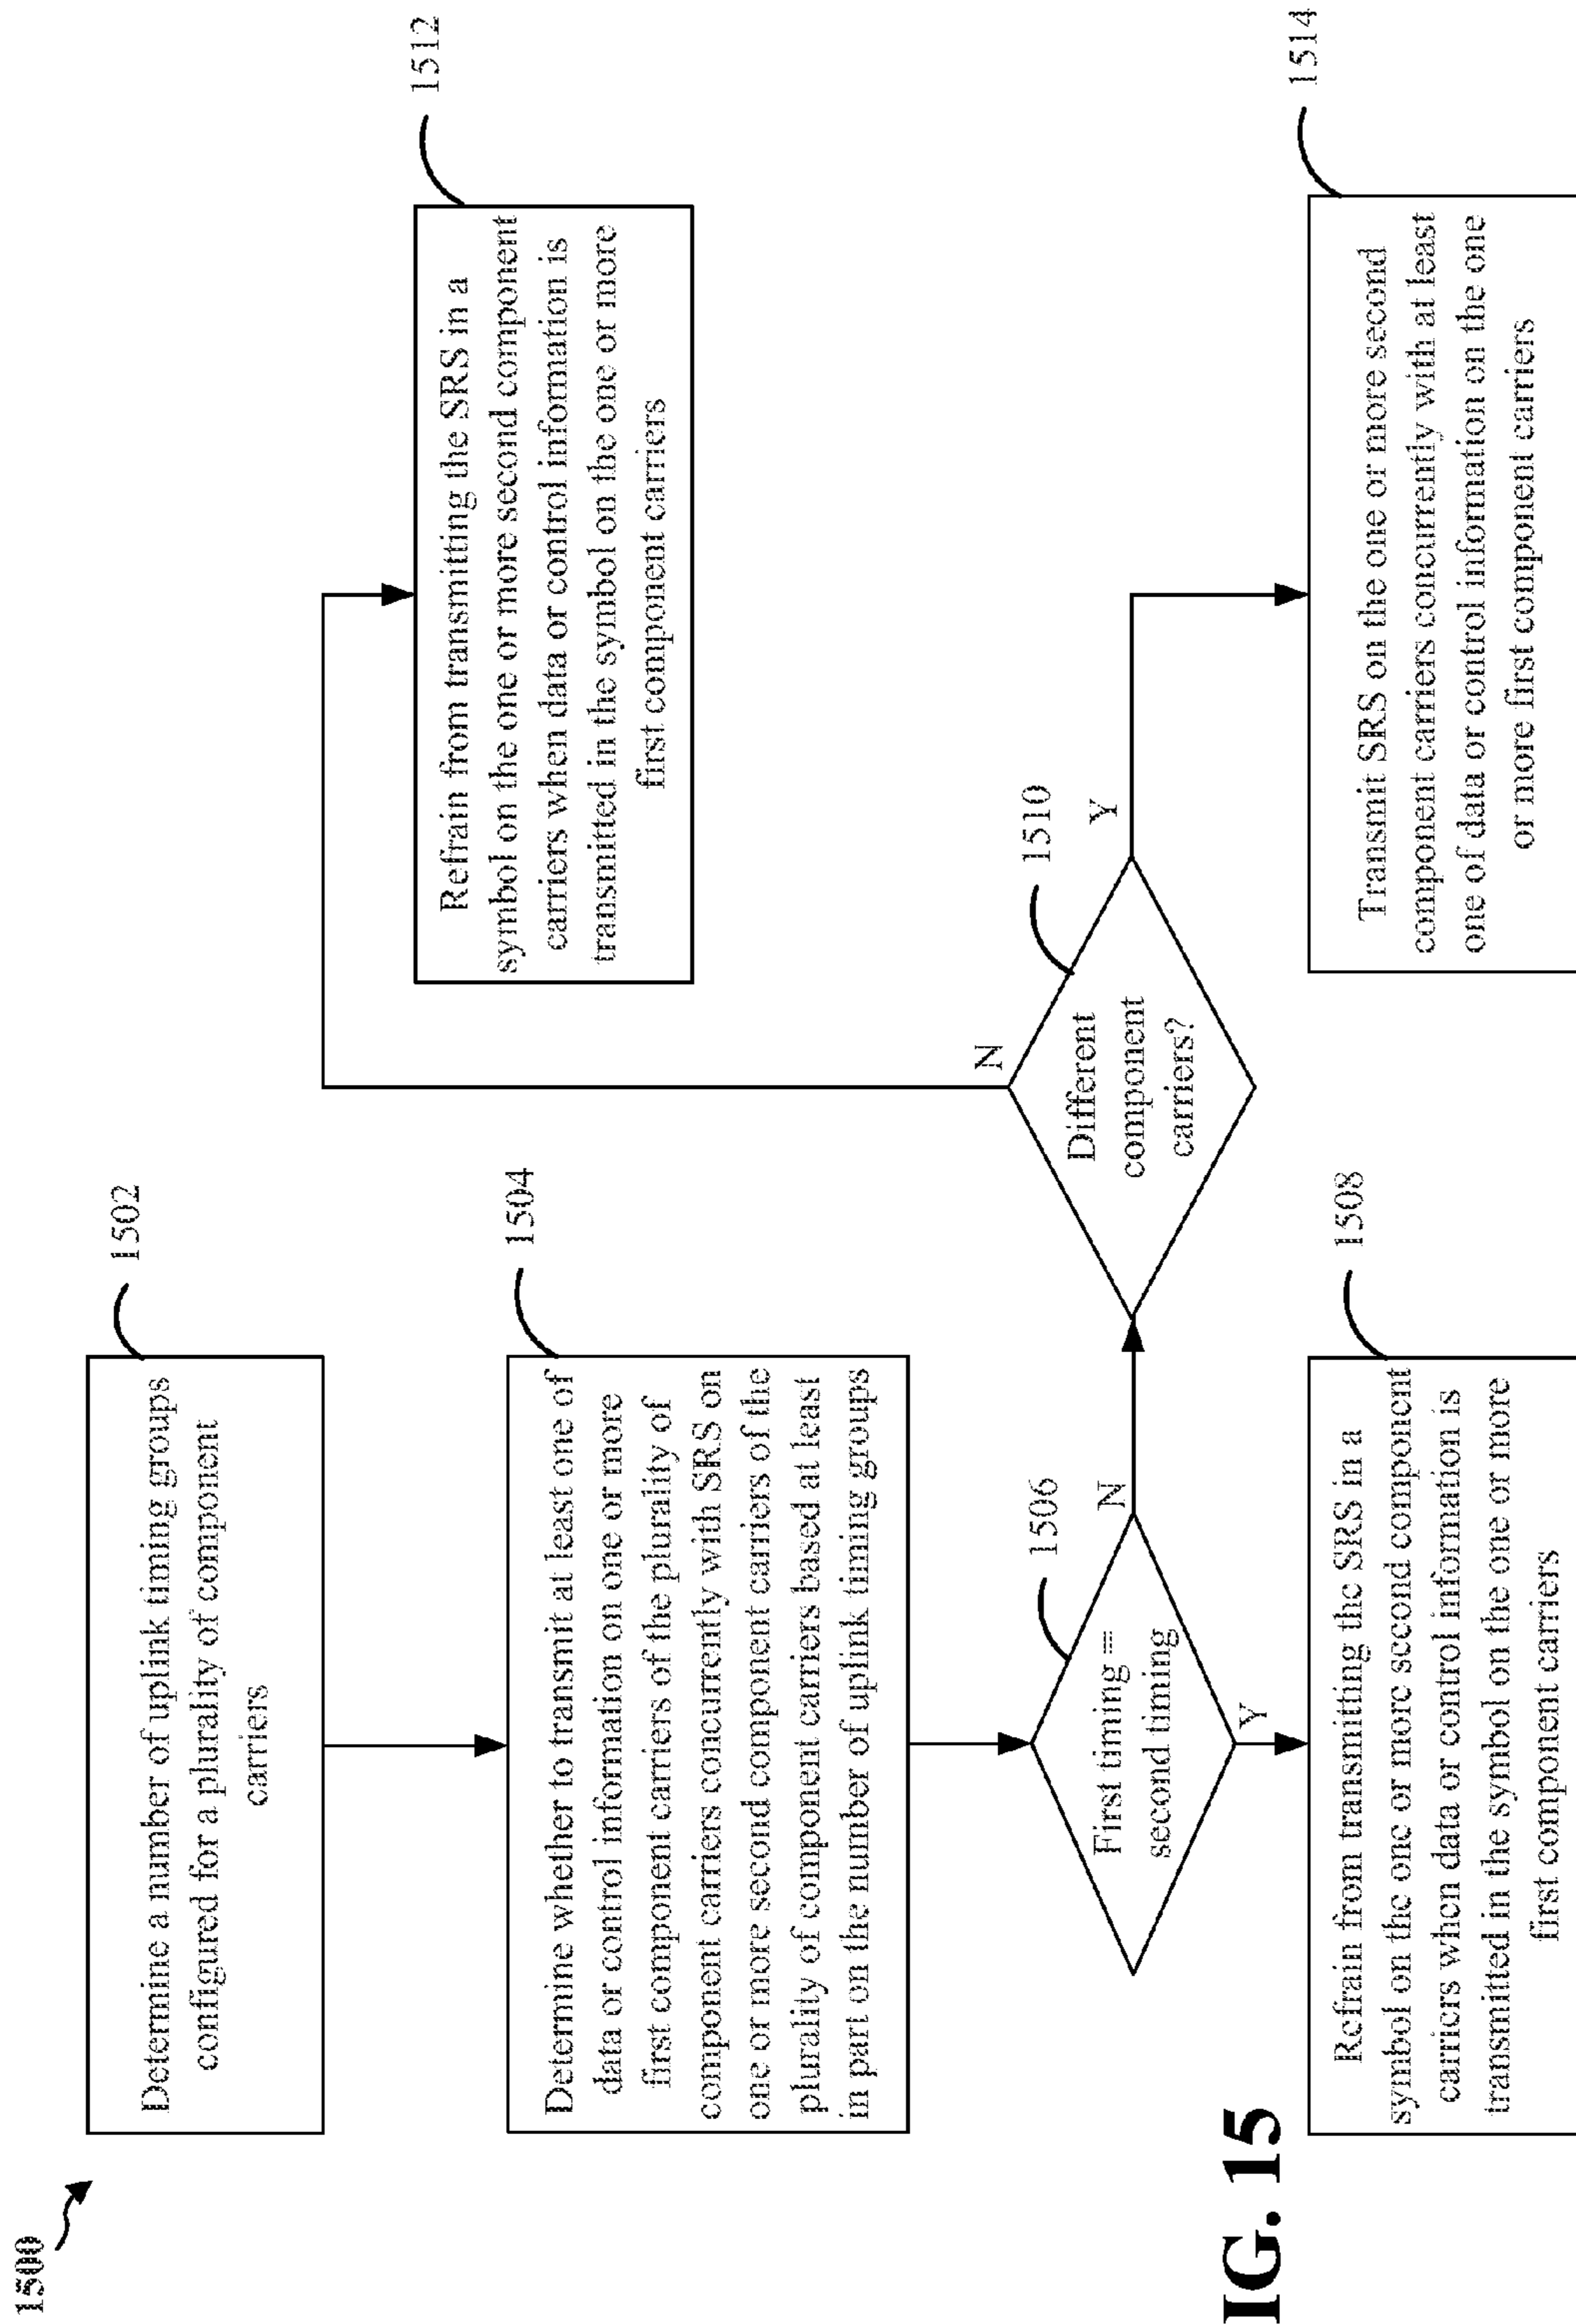 1500
1502
Determine a number of uplink timing groups
configured for a plurality of component
carriers
1504
Determine whether to transmit at least one of
data or control information on one or more
first component carriers of the plurality of
component carriers concurrently with SRS on
one or more second component carriers of the
plurality of component carriers based at least
in part on the number of uplink timing groups
1506
First timing ==
second timing
N
Y
1508
Refrain from transmitting the SRS in a
symbol on the one or more second component
carriers when data or control information is
transmitted in the symbol on the one or more
first component carriers
1510
Different
component
carriers?
N
Y
1512
Refrain from transmitting the SRS in a
symbol on the one or more second component
carriers when data or control information is
transmitted in the symbol on the one or more
first component carriers
1514
Transmit SRS on the one or more second
component carriers concurrently with at least
one of data or control information on the one
or more first component carriers
IG. 15